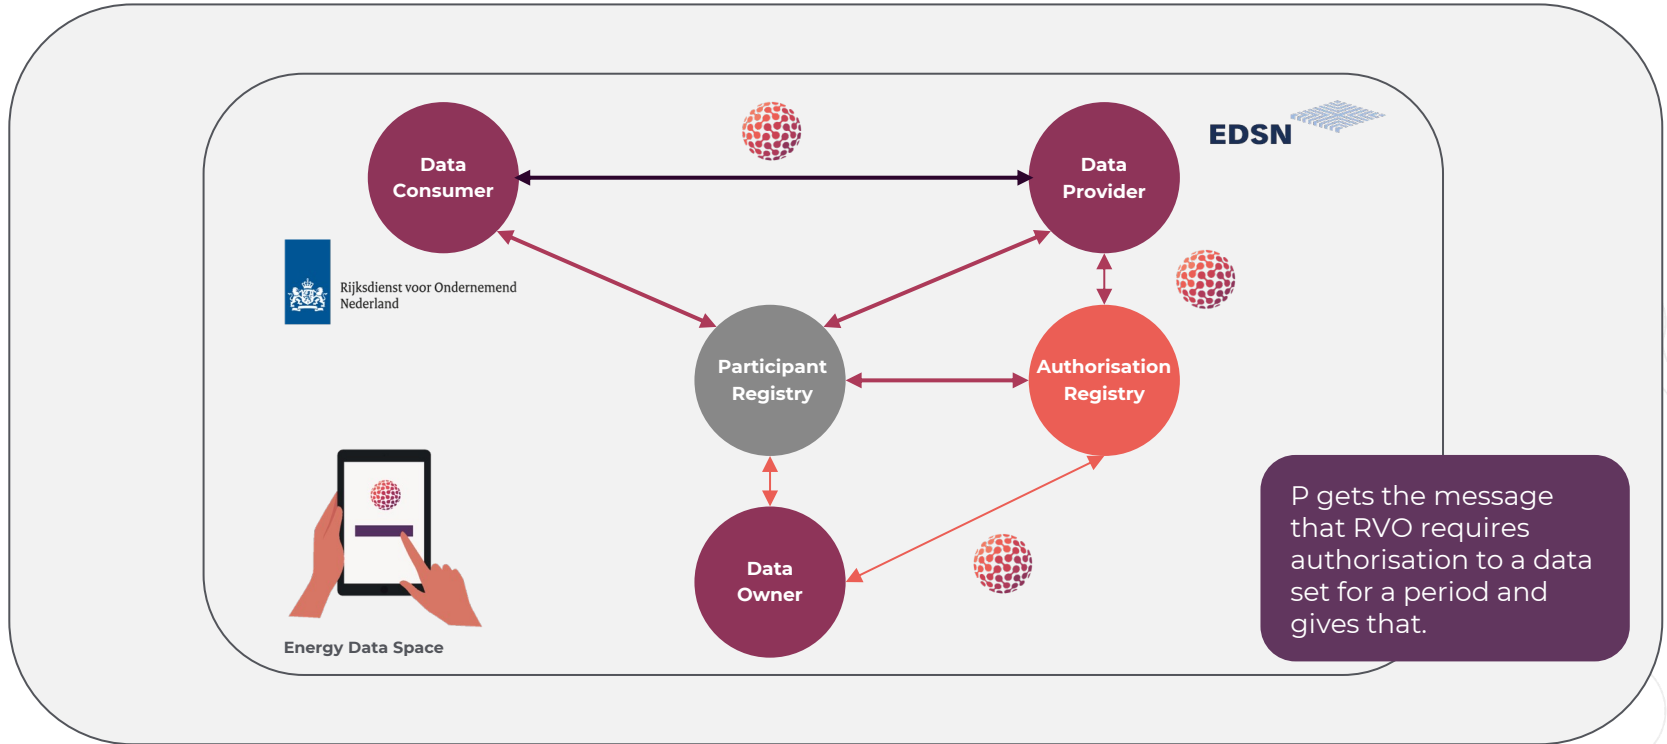 Data
Consumer
Data
Provider
EDSN
Rijksdienst voor Ondernemend
Nederland
Participant
Registry
Authorisation
Registry
Data
Owner
Energy Data Space
P gets the message
that RVO requires
authorisation to a data
set for a period and
gives that.